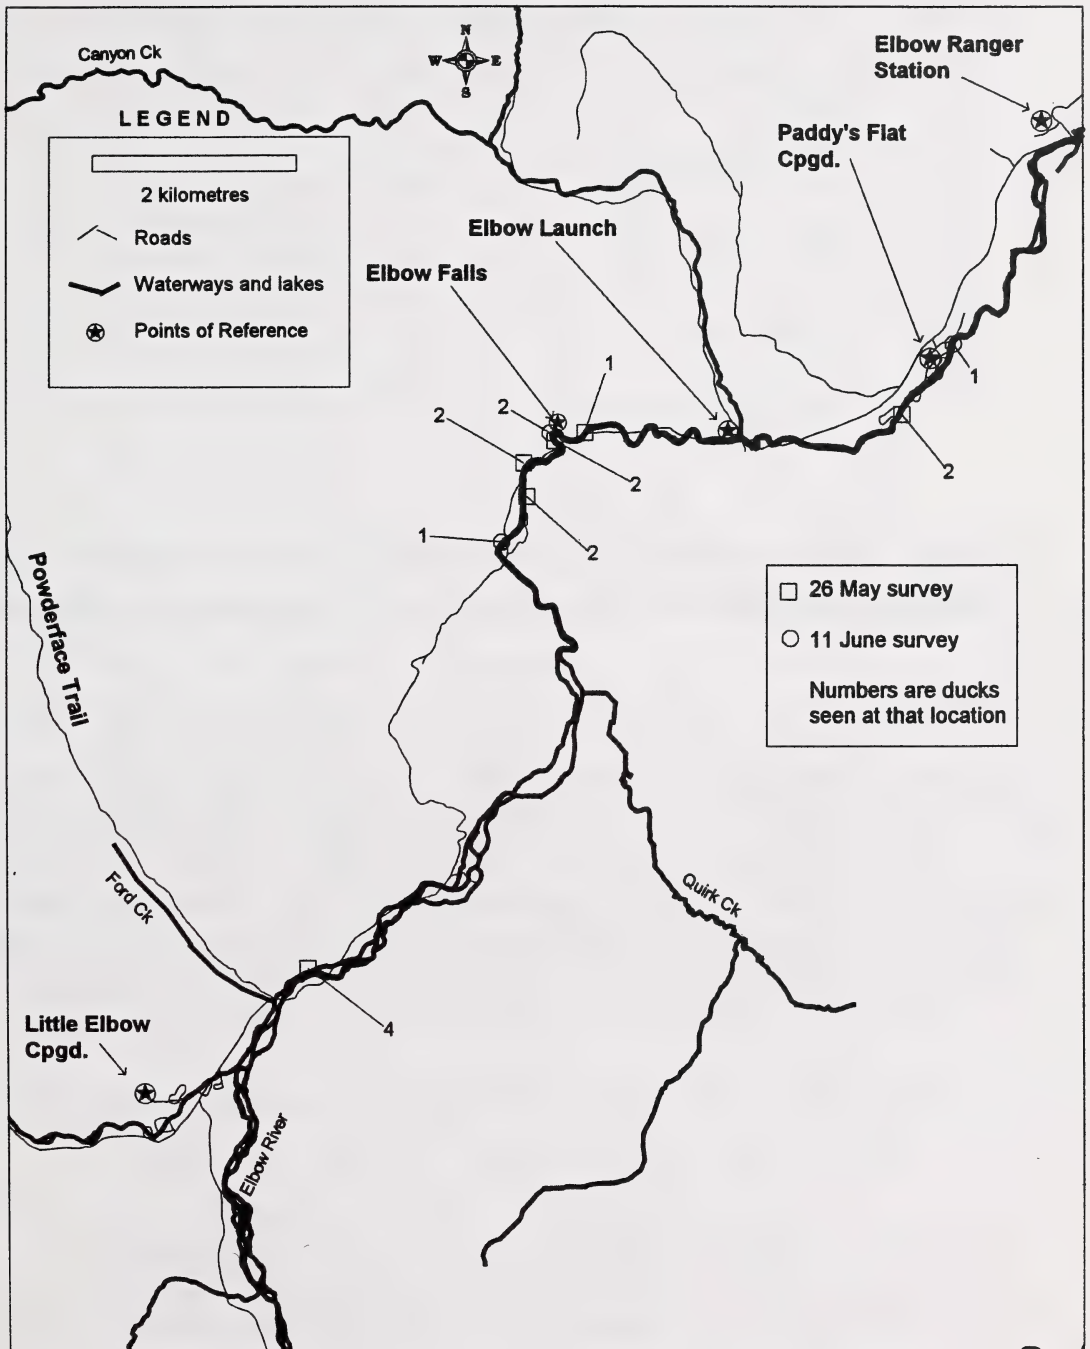 Canyon Ck
N
W E
S
Elbow Ranger
Station
LEGEND
Paddy's Flat
Cpgd.
2 kilometres
Roads
Elbow Launch
Elbow Falls
Waterways and lakes
Points of Reference
1
1
2
2
2
2
2
1
26 May survey
11 June survey
Numbers are ducks
seen at that location
Powderface Trail
Ford Ck
Quirk Ck
4
Little Elbow
Cpgd.
Elbow River